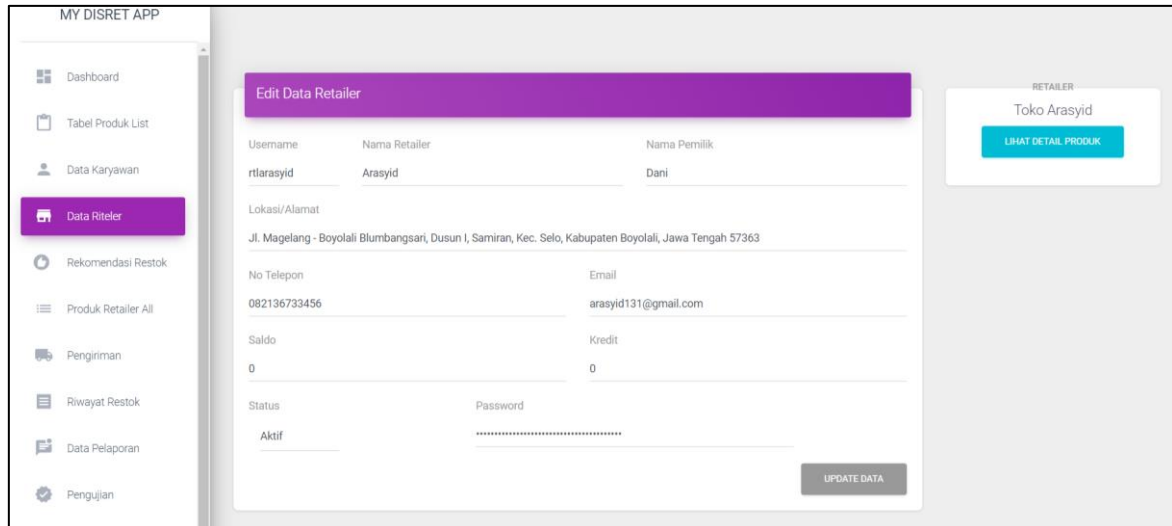 MY DISRET APP
Dashboard
Tabel Produk List
Data Karyawan
Data Riteler
Rekomendasi Restok
Produk Retailer All
Pengiriman
Riwayat Restok
Data Pelaporan
Pengujian
Edit Data Retailer
Username Nama Retailer Nama Pemilik
rtlarasyid Arasyid Dani
Lokasi/Alamat
Jl. Magelang - Boyolali Blumbangsari, Dusun I, Samiran, Kec. Selo, Kabupaten Boyolali, Jawa Tengah 57363
No Telepon Email
082136733456 arasyid131@gmail.com
Saldo Kredit
0 0
Status Password
Aktif
UPDATE DATA
RETAILER
Toko Arasyid
LIHAT DETAIL PRODUK